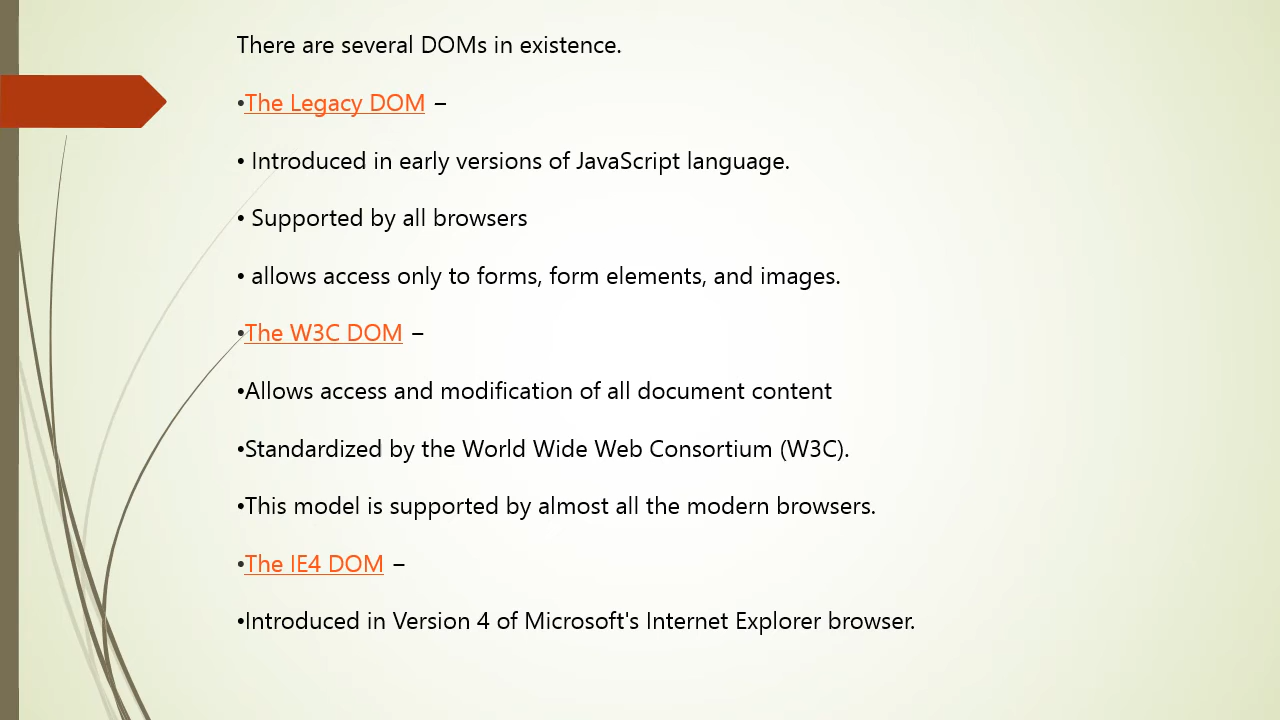 There are several DOMs in existence.
•The Legacy DOM –
• Introduced in early versions of JavaScript language.
• Supported by all browsers
• allows access only to forms, form elements, and images.
•The W3C DOM –
•Allows access and modification of all document content
•Standardized by the World Wide Web Consortium (W3C).
•This model is supported by almost all the modern browsers.
•The IE4 DOM –
•Introduced in Version 4 of Microsoft's Internet Explorer browser.